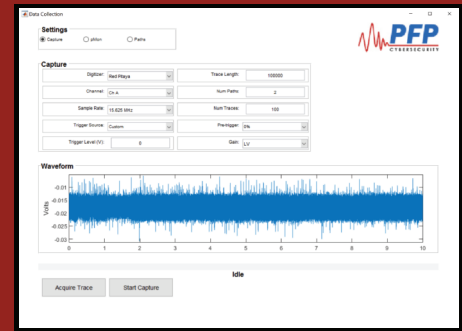 Data Collection
Settings
Capture
pMon
Paths
PFP
CYBERSECURITY
Capture
Digitizer: Red Pitaya
Trace Length: 100000
Channel: Ch A
Num Paths: 2
Sample Rate: 15.625 MHz
Num Traces: 100
Trigger Source: Custom
Pre-trigger: 0%
Trigger Level (V): 0
Gain: LV
Waveform
Volts
-0.01
-0.015
-0.02
-0.025
-0.03
0 1 2 3 4 5 6 7 8 9 10
Idle
Acquire Trace
Start Capture